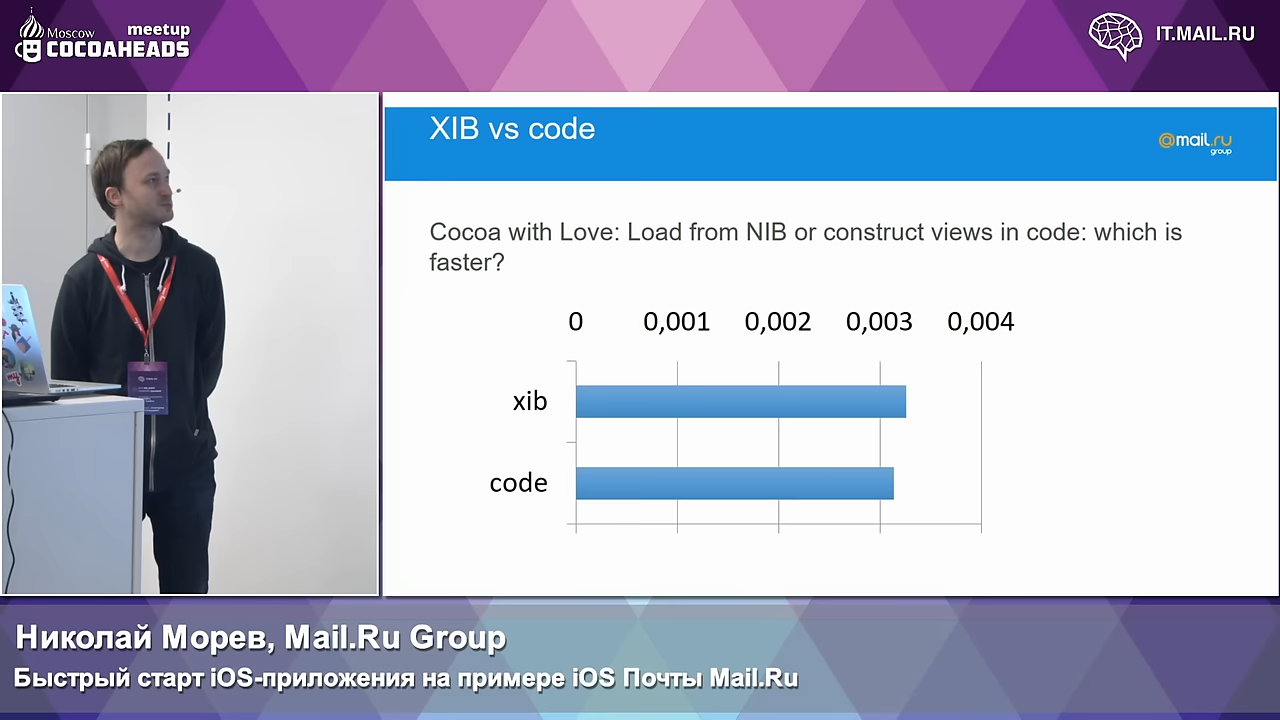 Moscow meetup
COCOAHEADS
IT.MAIL.RU
XIB vs code
@mail.ru
group
Cocoa with Love: Load from NIB or construct views in code: which is
faster?
0 0,001 0,002 0,003 0,004
xib
code
Николай Морев, Mail.Ru Group
Быстрый старт iOS-приложения на примере iOS Почты Mail.Ru